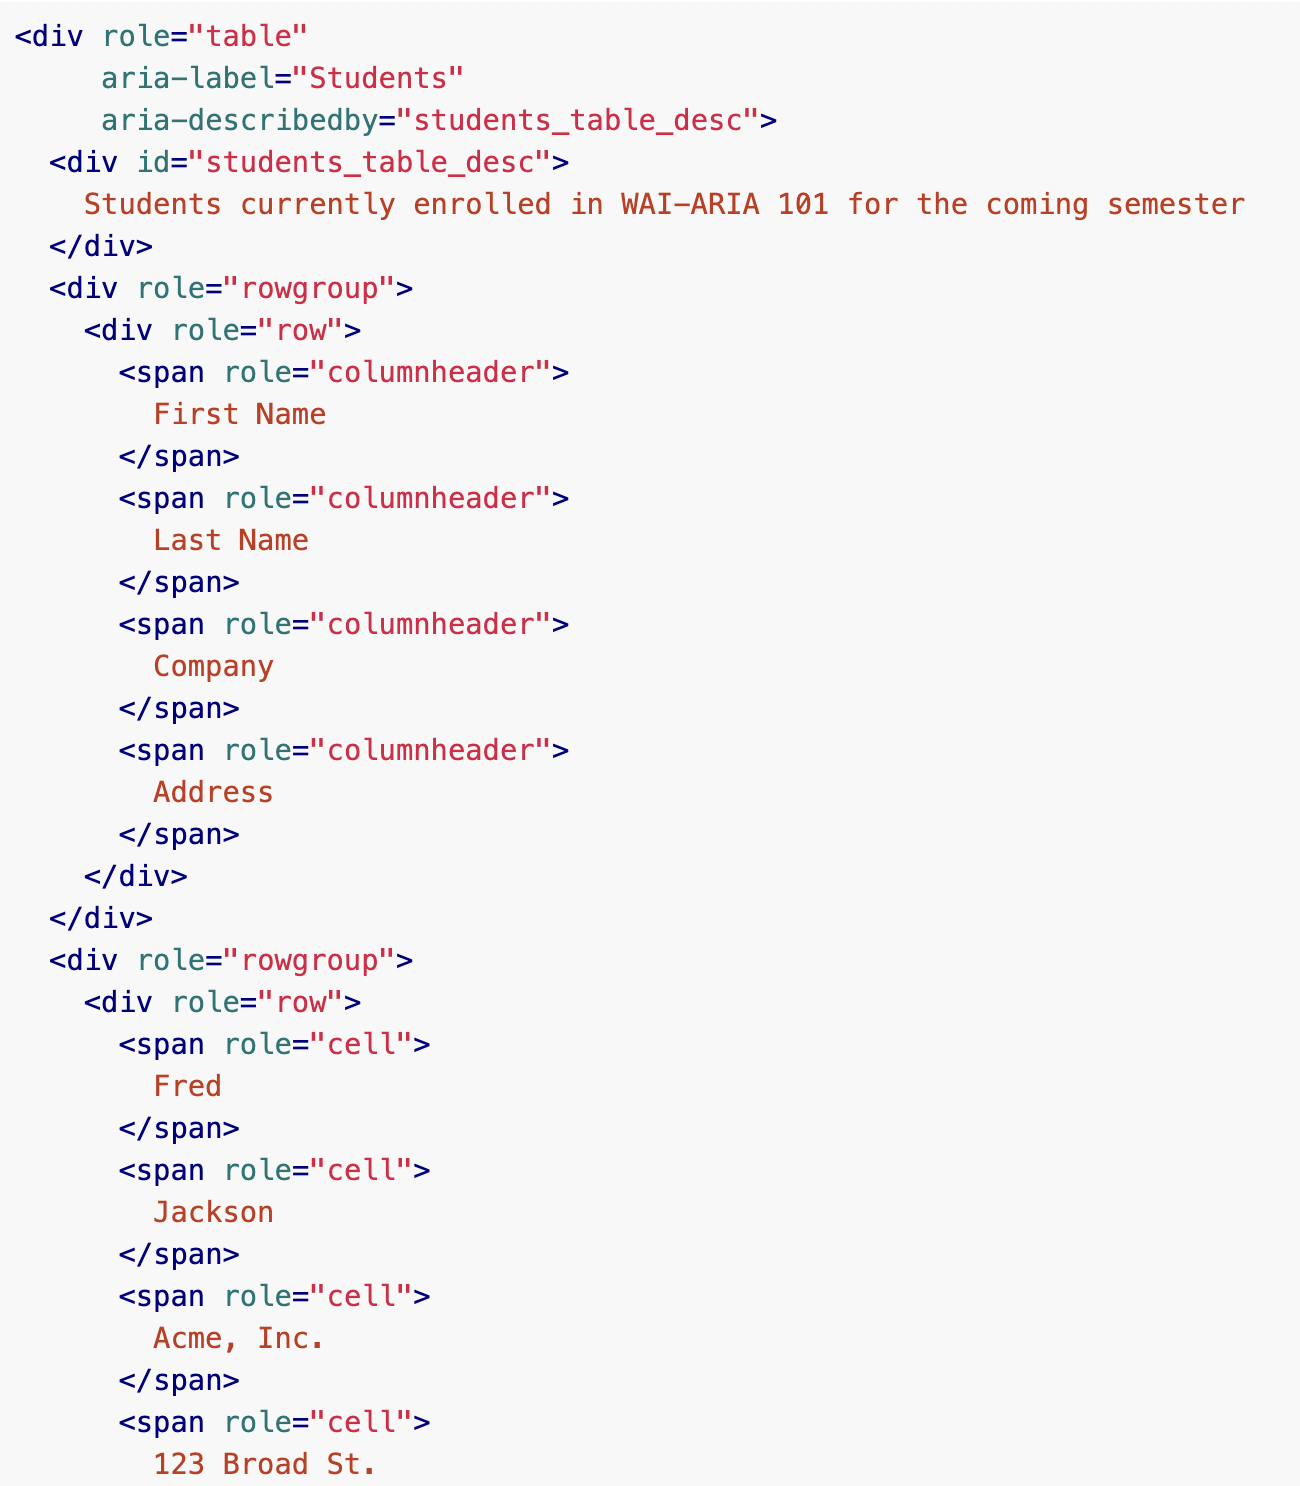 <div role="table"
     aria-label="Students"
     aria-describedby="students_table_desc">
  <div id="students_table_desc">
    Students currently enrolled in WAI-ARIA 101 for the coming semester
  </div>
  <div role="rowgroup">
    <div role="row">
      <span role="columnheader">
        First Name
      </span>
      <span role="columnheader">
        Last Name
      </span>
      <span role="columnheader">
        Company
      </span>
      <span role="columnheader">
        Address
      </span>
    </div>
  </div>
  <div role="rowgroup">
    <div role="row">
      <span role="cell">
        Fred
      </span>
      <span role="cell">
        Jackson
      </span>
      <span role="cell">
        Acme, Inc.
      </span>
      <span role="cell">
        123 Broad St.